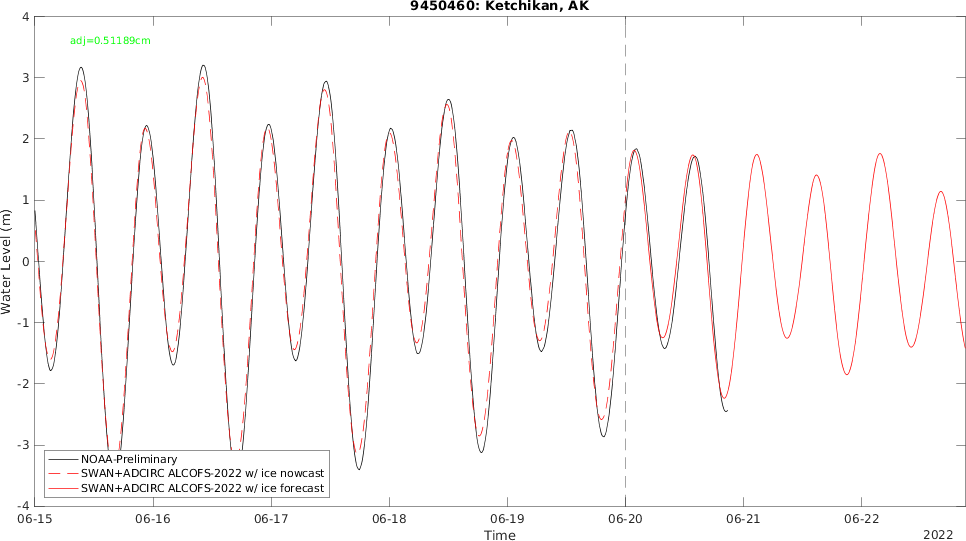 9450460: Ketchikan, AK
adj=0.51189cm
4
3
2
1
0
-1
-2
-3
-4
Water Level (m)
NOAA-Preliminary
SWAN+ADCIRC ALCOFS-2022 w/ ice nowcast
SWAN+ADCIRC ALCOFS-2022 w/ ice forecast
06-15 06-16 06-17 06-18 06-19 06-20 06-21 06-22
Time
2022